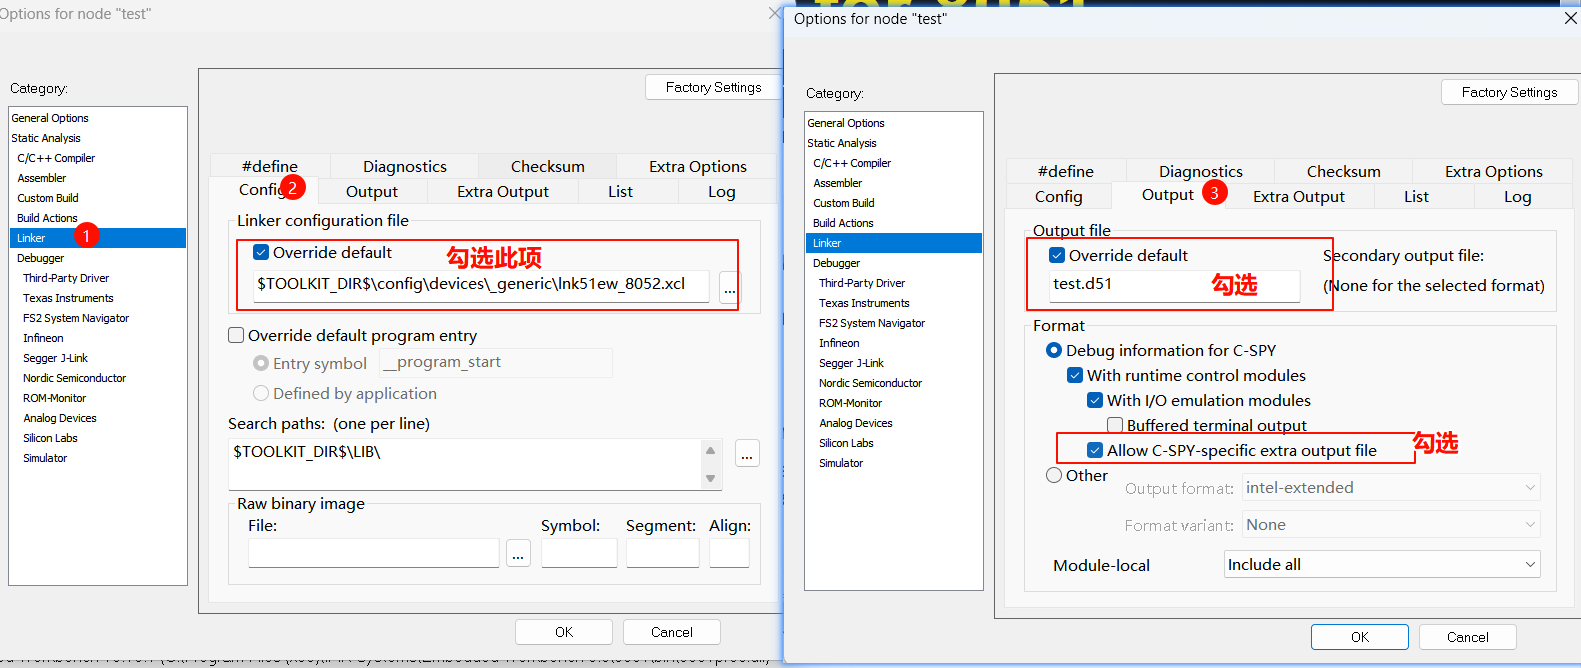 Options for node "test"
Category:
General Options
Static Analysis
C/C++ Compiler
Assembler
Custom Build
Build Actions
Linker
1
Debugger
Third-Party Driver
Texas Instruments
FS2 System Navigator
Infineon
Segger J-Link
Nordic Semiconductor
ROM-Monitor
Analog Devices
Silicon Labs
Simulator
Factory Settings
#define Diagnostics Checksum Extra Options
Config 2 Output Extra Output List Log
Linker configuration file
Override default
勾选此项
$TOOLKIT_DIR$\config\devices\_generic\lnk51ew_8052.xcl
...
Override default program entry
Entry symbol __program_start
Defined by application
Search paths: (one per line)
$TOOLKIT_DIR$\LIB\
...
Raw binary image
File: Symbol: Segment: Align:
...
OK Cancel
Options for node "test"
Category:
General Options
Static Analysis
C/C++ Compiler
Assembler
Custom Build
Build Actions
Linker
Debugger
Third-Party Driver
Texas Instruments
FS2 System Navigator
Infineon
Segger J-Link
Nordic Semiconductor
ROM-Monitor
Analog Devices
Silicon Labs
Simulator
Factory Settings
#define Diagnostics Checksum Extra Options
Config Output 3 Extra Output List Log
Output file
Override default
Secondary output file:
test.d51
勾选
(None for the selected format)
Format
Debug information for C-SPY
With runtime control modules
With I/O emulation modules
Buffered terminal output
Allow C-SPY-specific extra output file
勾选
Other
Output format: intel-extended
Format variant: None
Module-local Include all
OK Cancel